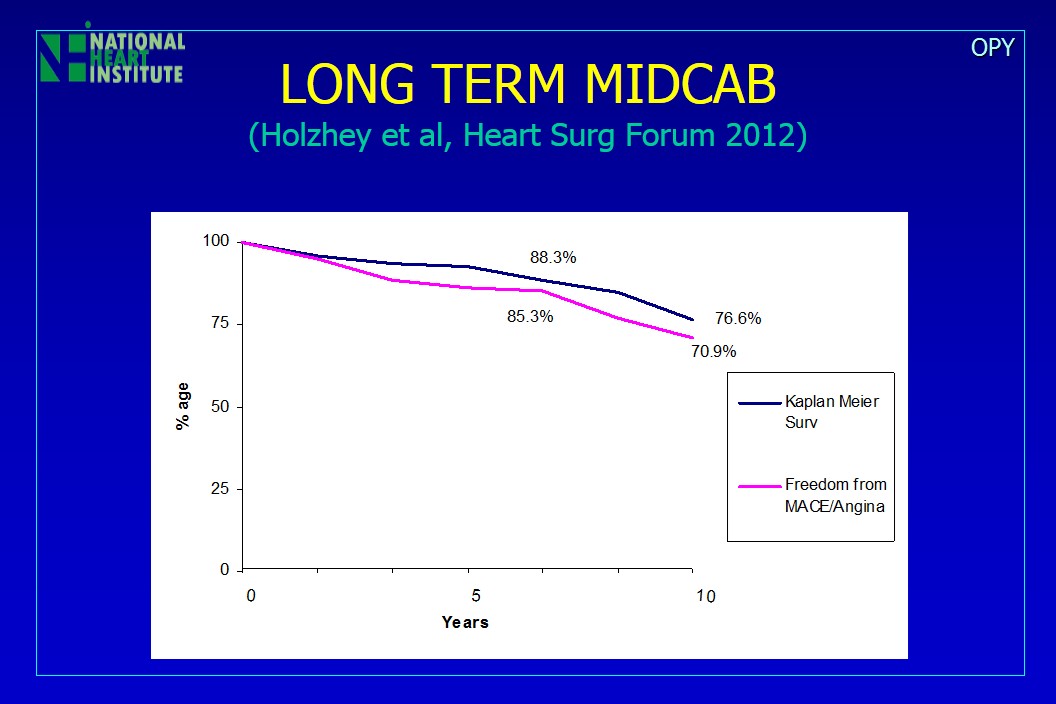 NATIONAL
HEART
INSTITUTE
OPY
LONG TERM MIDCAB
(Holzhey et al, Heart Surg Forum 2012)
100
75
50
25
0
% age
88.3%
85.3%
76.6%
70.9%
Kaplan Meier
Surv
Freedom from
MACE/Angina
0
5
10
Years